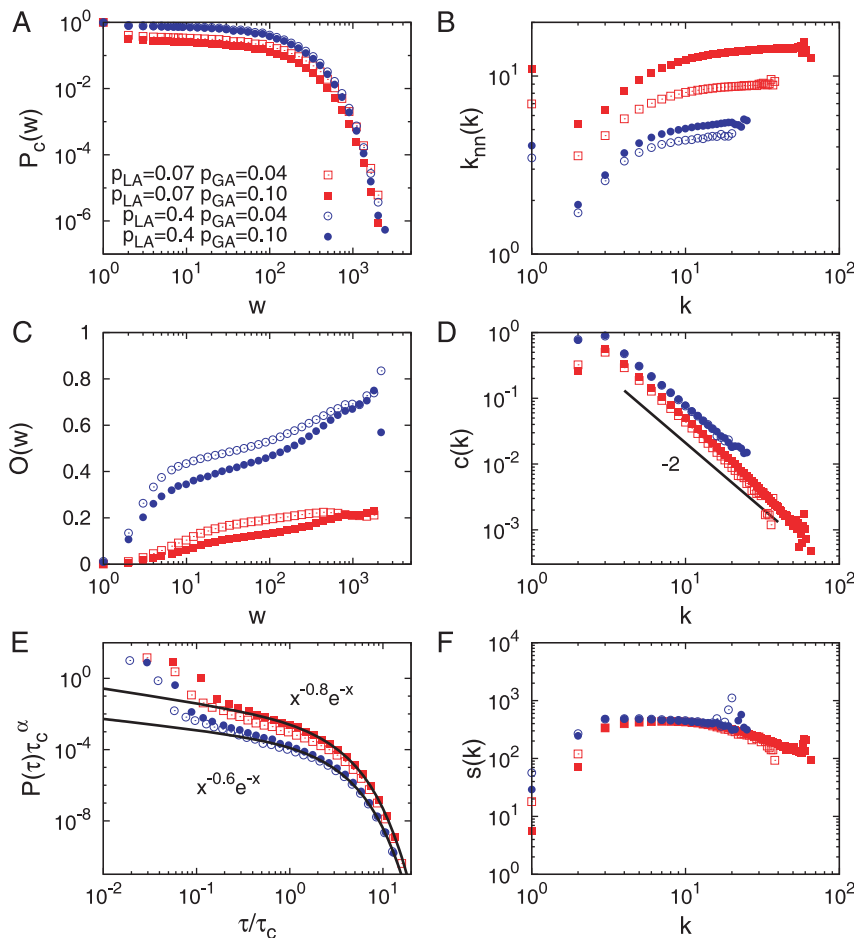 A
10^0
10^-2
10^-4
10^-6
P_c(w)
p_LA=0.07 p_GA=0.04
p_LA=0.07 p_GA=0.10
p_LA=0.4 p_GA=0.04
p_LA=0.4 p_GA=0.10
10^0 10^1 10^2 10^3
w
B
10^1
10^0
k_nn(k)
10^0 10^1 10^2
k
C
1
0.8
0.6
0.4
0.2
0
O(w)
10^0 10^1 10^2 10^3
w
D
10^0
10^-1
10^-2
10^-3
c(k)
-2
10^0 10^1 10^2
k
E
10^0
10^-4
10^-8
P(τ)τ_c^α
x^-0.8e^-x
x^-0.6e^-x
10^-2 10^-1 10^0 10^1
τ/τ_c
F
10^4
10^3
10^2
10^1
10^0
s(k)
10^0 10^1 10^2
k